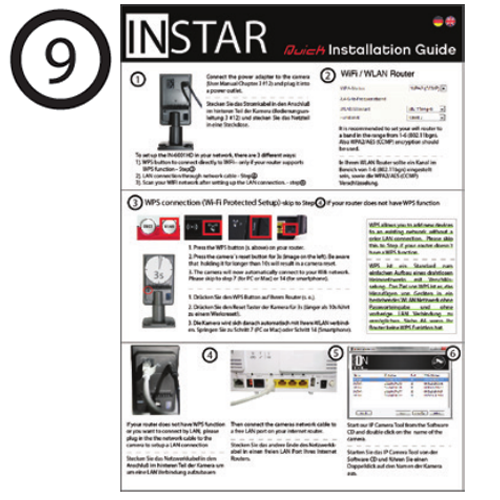 9
INSTAR
Quick Installation Guide
1
Connect the power adapter to the camera
(User Manual Chapter 3 #12) and plug it into
a power outlet.
Stecken Sie das Stromkabel in den Anschluß
im hinteren Teil der Kamera (Bedienungsan-
leitung 3 #12) und stecken Sie das Netzteil
in eine Steckdose.
To set up the IN-6001HD in your network, there are 3 different ways:
1) WPS button to connect directly to WiFi - only if your router supports
WPS function - Step
2) LAN connection through network cable - Step
3) Scan your WiFi network after setting up the LAN connection. - step
2
WiFi / WLAN Router
It is recommended to set your wifi router to
a band in the range from 1-6 (802.11bgn).
Also WPA2/AES (CCMP) encryption should
be used.
In Ihrem WLAN Router sollte ein Kanal im
Bereich von 1-6 (802.11bgn) eingestellt
sein, sowie die WPA2/AES (CCMP)
Verschlüsselung.
3
WPS connection (Wi-Fi Protected Setup)-skip to Step 4 if your router does not have WPS function
3s
1. Press the WPS button (s. above) on your router.
2. Press the camera's reset button for 3s (image on the left). Be aware
that holding it for longer than 10s will result in a camera reset.
3. The camera will now automatically connect to your Wifi network.
Please skip to step 7 (for PC or Mac) or 14 (for smartphone).
1. Drücken Sie den WPS Button auf Ihrem Router (s. o.).
2. Drücken Sie den Reset Taster der Kamera für 3s (länger als 10s führt
zu einem Werksreset).
3. Die Kamera wird sich danach automatisch mit Ihrem WLAN verbind-
en. Springen Sie zu Schritt 7 (PC or Mac) oder Schritt 14 (Smartphone).
WPS allows you to add new devices
to an existing network without a
prior LAN connection. Please skip
this to Step if your router doesn't
have a WPS function.
WPS ist ein Standard zum
einfachen Aufbau eines drahtlosen
Heimnetzwerks mit Verschlüs-
selung. Das Ziel von WPS ist es, das
Hinzufügen von Geräten in ein
bestehendes WLAN Netzwerk ohne
Passworteingabe und ohne
vorherige LAN Verbindung zu
ermöglichen.
Router keine WPS Funktion hat.
4
If your router does not have WPS function
or you want to connect by LAN, please
plug in the network cable to the
camera to setup a LAN connection
Stecken Sie das Netzwerkkabel in den
Anschluß im hinteren Teil der Kamera um
um eine LAN Verbindung aufzubauen
5
Then connect the cameras network cable to
a free LAN port on your internet router.
Stecken Sie das andere Ende des Netzwerkka-
bel in einen freien LAN Port Ihres Internet
Routers.
6
IN
Start our IP Camera Tool from the Software
CD and double click on the name of the
camera.
Starten Sie das IP Camera Tool von der
Software CD und führen Sie einen
Doppelklick auf den Namen der Kamera
aus.